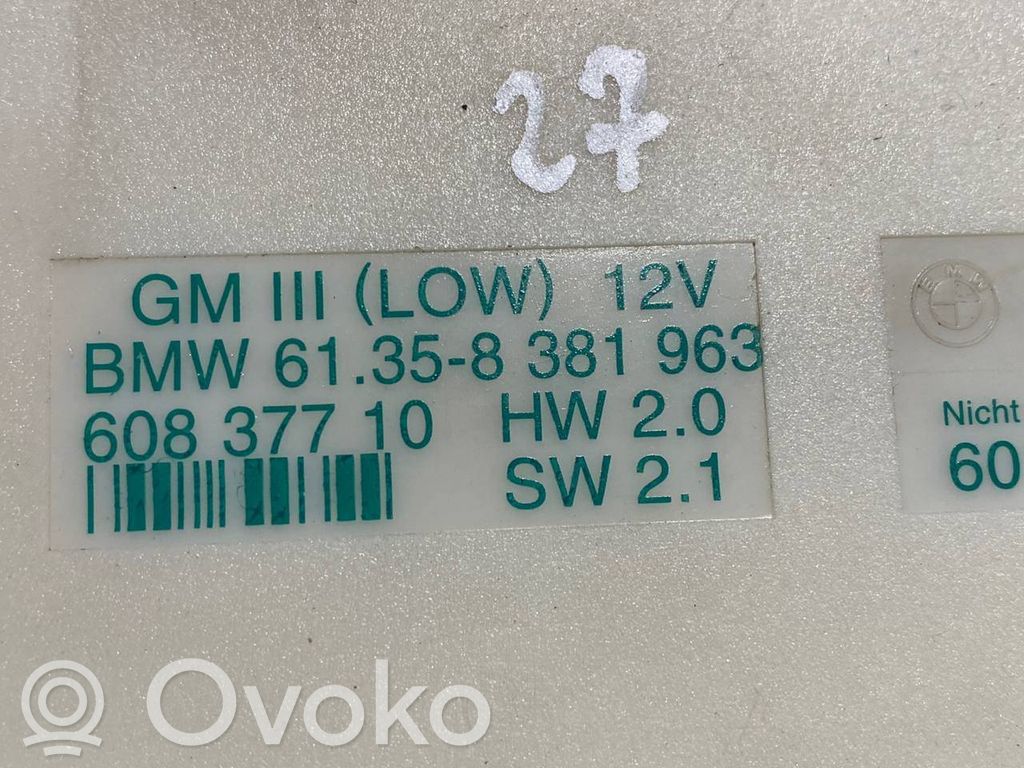 27
GM III (LOW) 12V
BMW 61.35-8 381 963
608 377 10 HW 2.0
SW 2.1
BMW
Nicht
60
Ovoko